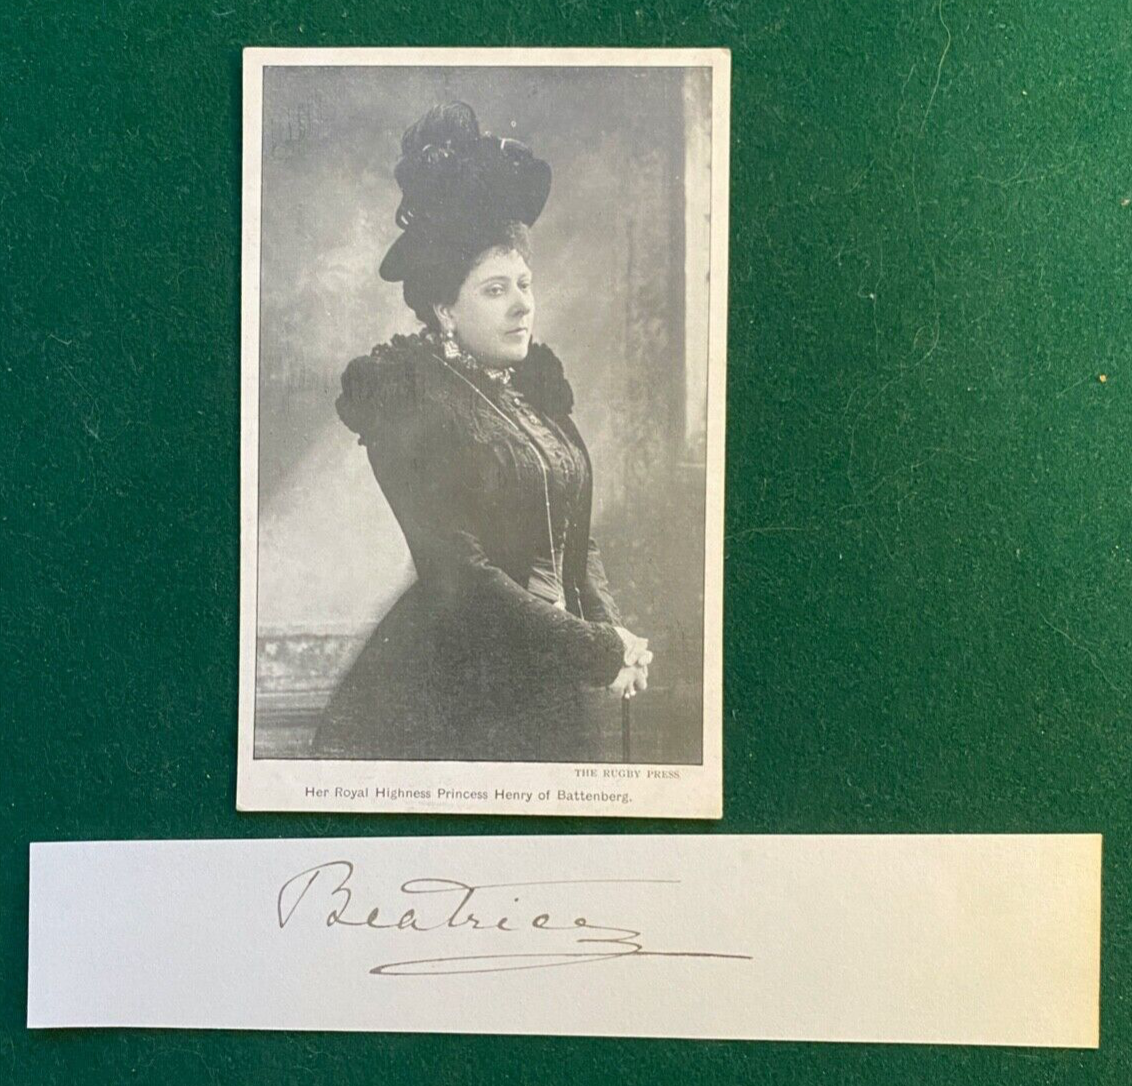 THE RUGBY PRESS
Her Royal Highness Princess Henry of Battenberg.
Beatrice